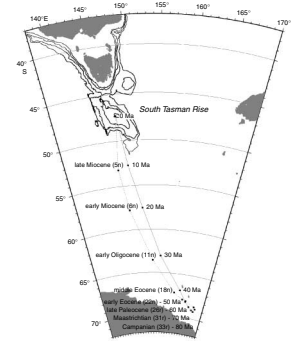 140°E
145°
150°
155°
160°
165°
170°
40°
S
45°
50°
55°
60°
65°
70°
South Tasman Rise
0 Ma
late Miocene (5n)
10 Ma
early Miocene (6n)
20 Ma
early Oligocene (11n)
30 Ma
middle Eocene (18n)
40 Ma
early Eocene (22n) - 50 Ma
late Paleocene (26r) - 60 Ma
Maastrichtian (31r) - 70 Ma
Campanian (33r) - 80 Ma